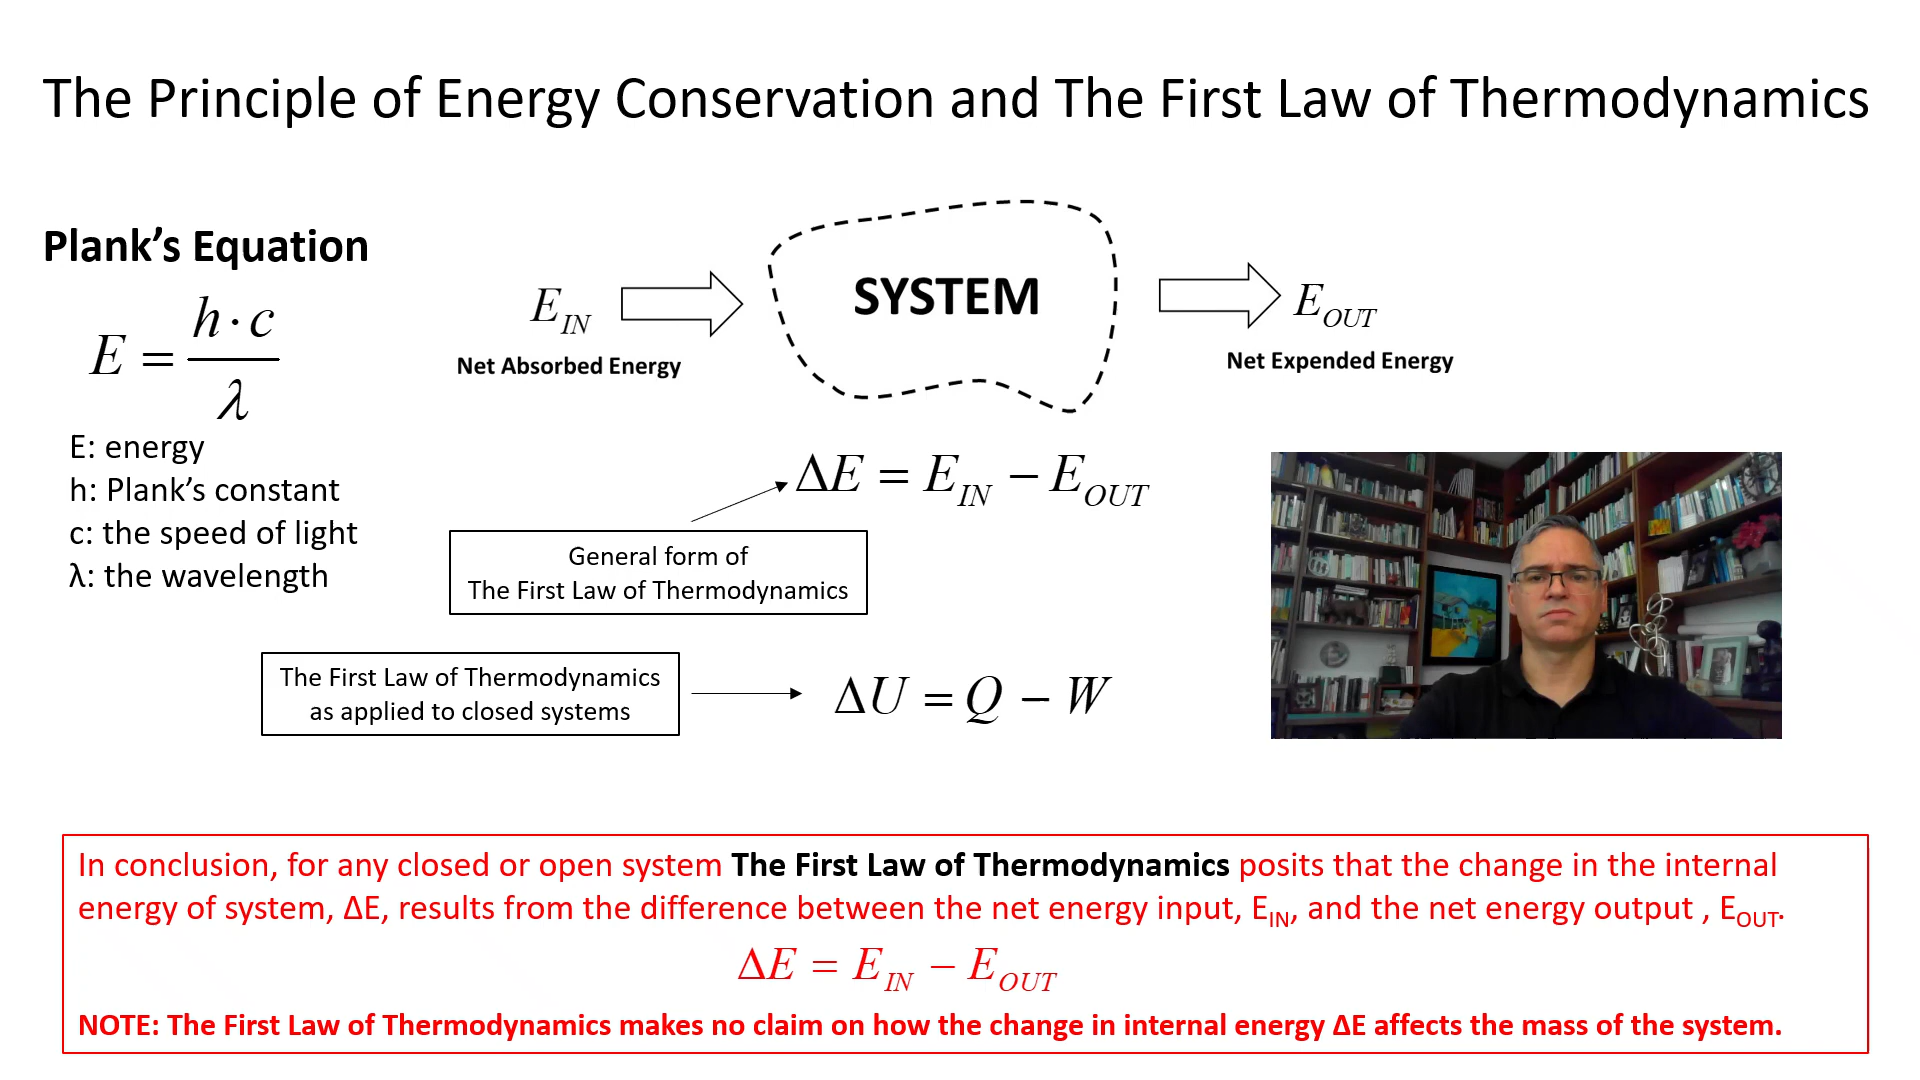 The Principle of Energy Conservation and The First Law of Thermodynamics
Plank’s Equation
E = h · c / λ
E: energy
h: Plank’s constant
c: the speed of light
λ: the wavelength
E_IN
Net Absorbed Energy
SYSTEM
E_OUT
Net Expended Energy
ΔE = E_IN − E_OUT
General form of
The First Law of Thermodynamics
The First Law of Thermodynamics
as applied to closed systems
ΔU = Q − W
In conclusion, for any closed or open system The First Law of Thermodynamics posits that the change in the internal
energy of system, ΔE, results from the difference between the net energy input, E_IN, and the net energy output , E_OUT.
ΔE = E_IN − E_OUT
NOTE: The First Law of Thermodynamics makes no claim on how the change in internal energy ΔE affects the mass of the system.